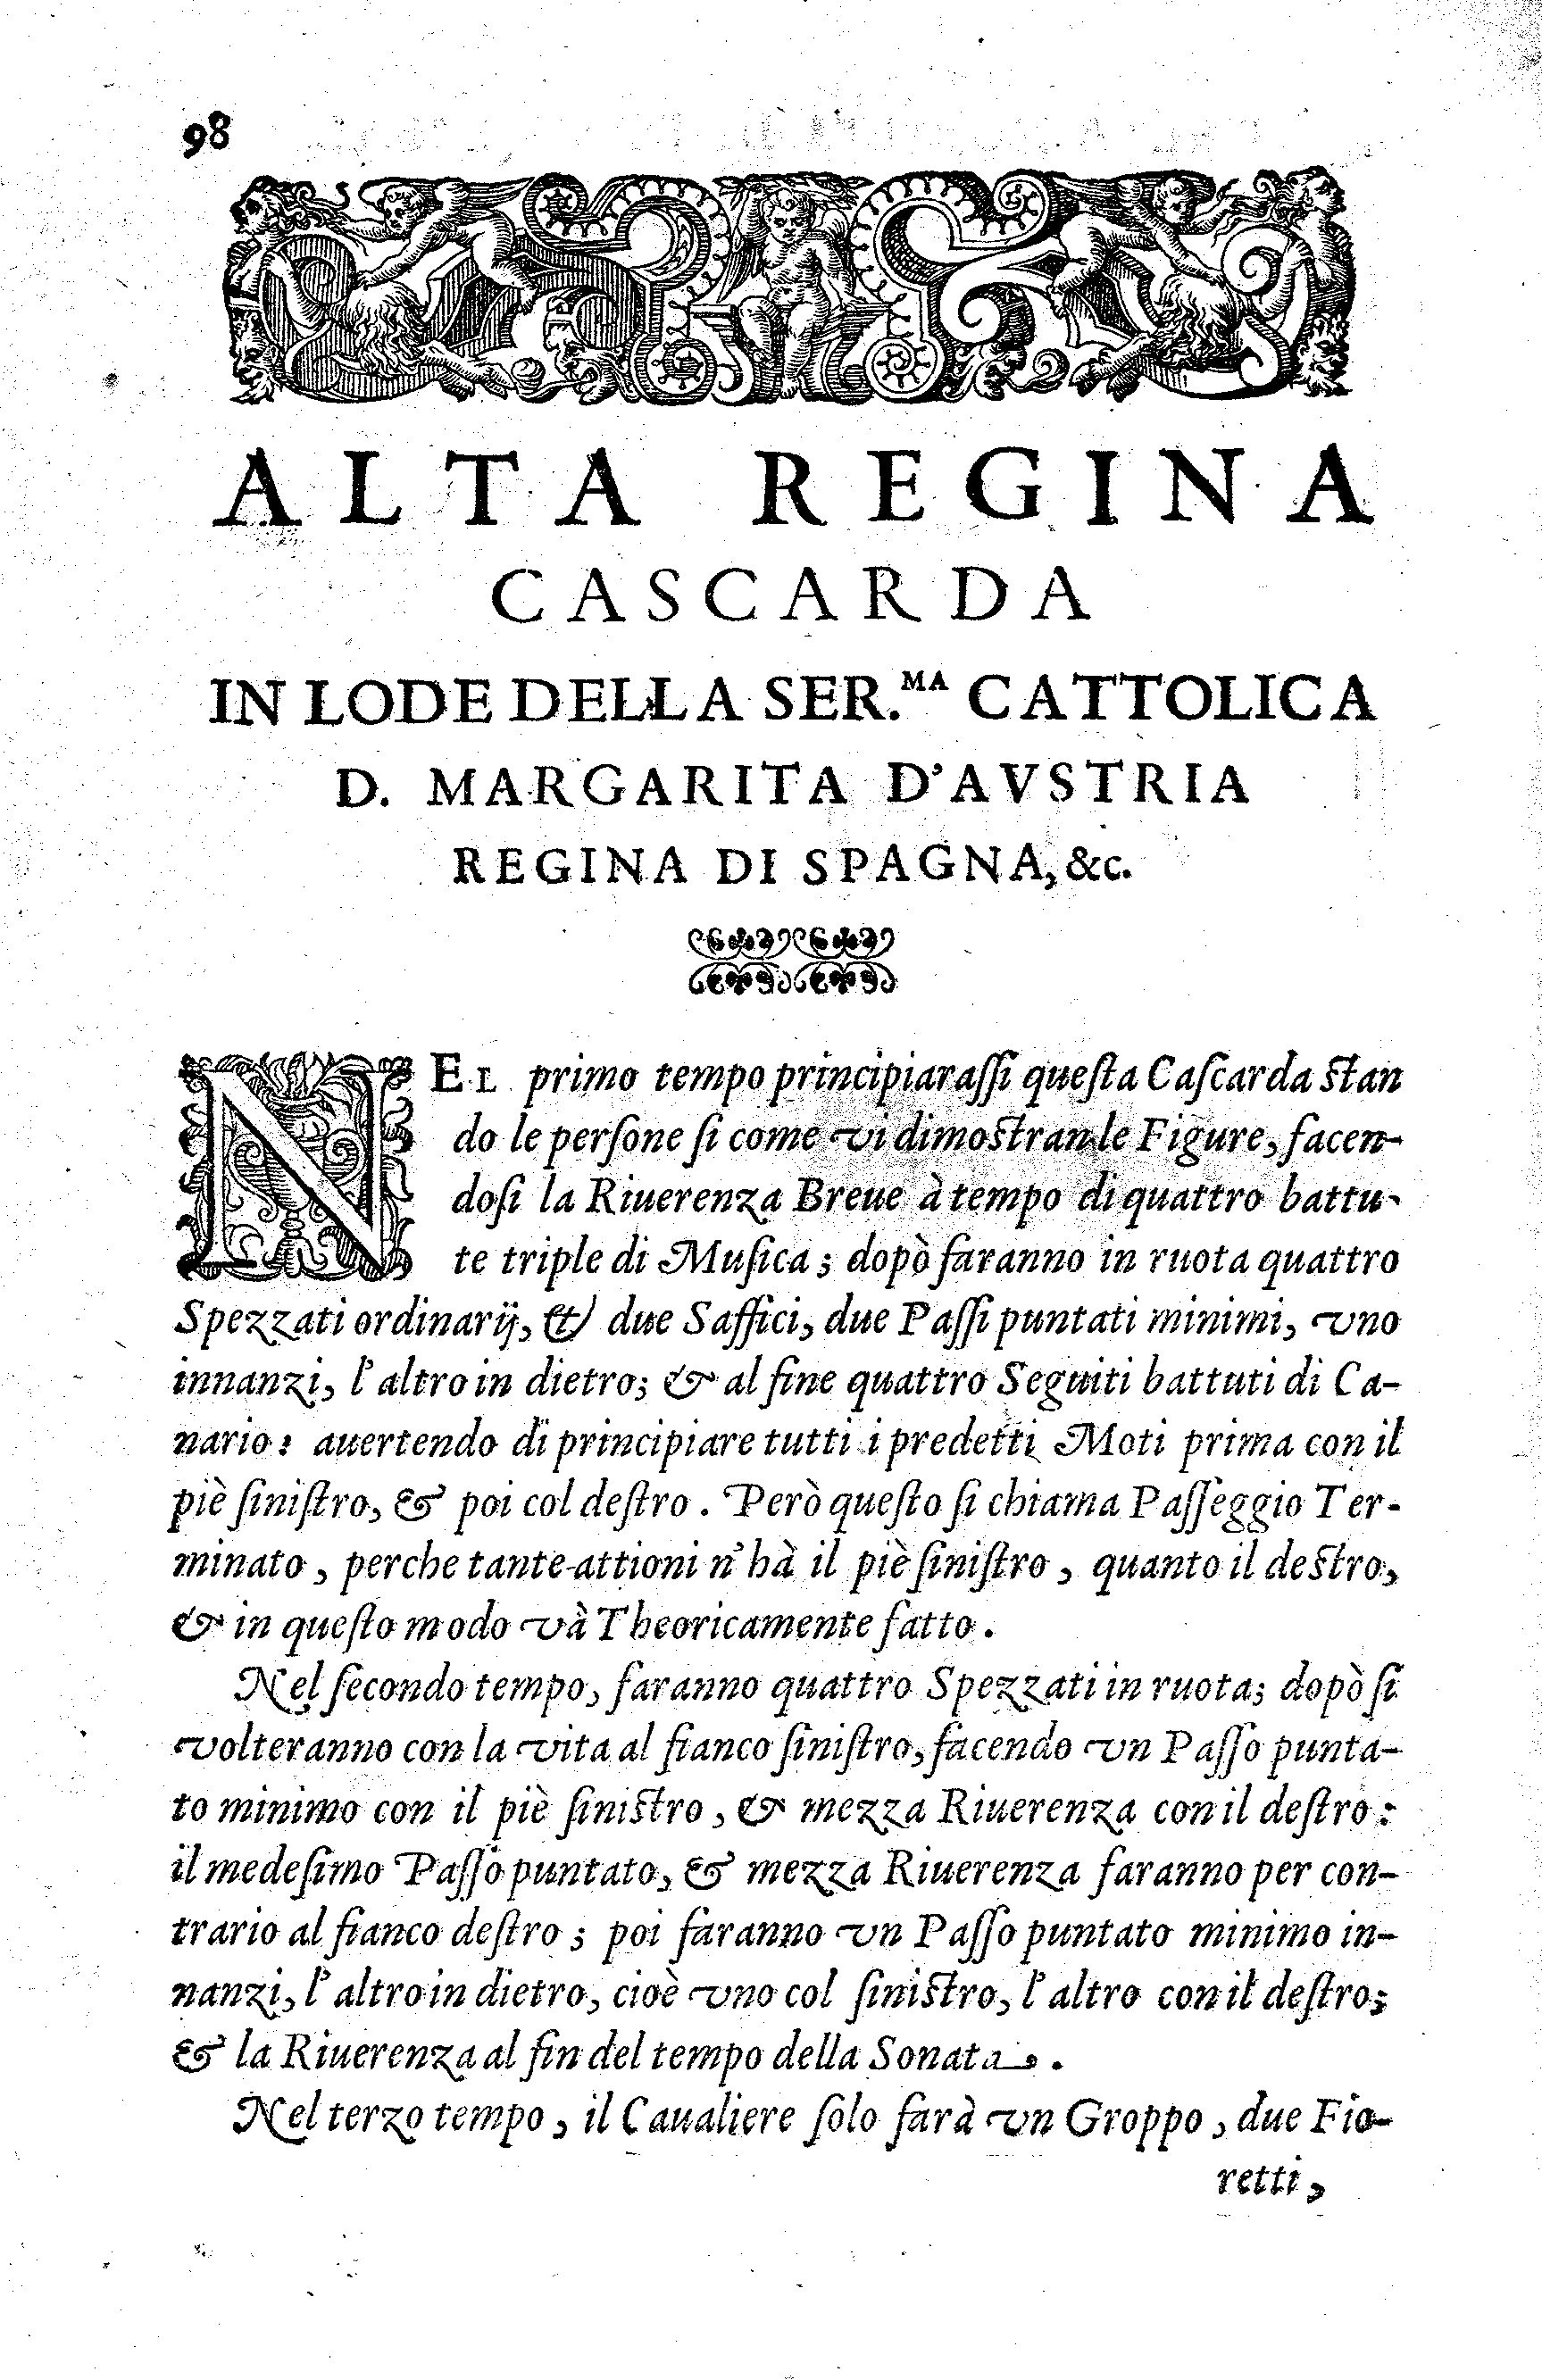 98
ALTA REGINA
CASCARDA
IN LODE DELLA SER.MA CATTOLICA
D. MARGARITA D'AVSTRIA
REGINA DI SPAGNA, &c.
NEL primo tempo principiaraſſi queſta Caſcarda ſtan
do le perſone ſi come vi dimoſtran le Figure, facen-
doſi la Riuerenza Breue à tempo di quattro battu-
te triple di Muſica; dopò faranno in ruota quattro
Spezzati ordinarij, & due Saffici, due Paſſi puntati minimi, vno
innanzi, l'altro in dietro; & al fine quattro Seguiti battuti di Ca-
nario: auertendo di principiare tutti i predetti Moti prima con il
piè ſiniſtro, & poi col deſtro. Però queſto ſi chiama Paſſeggio Ter-
minato, perche tante attioni n'hà il piè ſiniſtro, quanto il deſtro,
& in queſto modo và Theoricamente fatto.
Nel ſecondo tempo, faranno quattro Spezzati in ruota; dopò ſi
volteranno con la vita al fianco ſiniſtro, facendo vn Paſſo punta-
to minimo con il piè ſiniſtro, & mezza Riuerenza con il deſtro:
il medeſimo Paſſo puntato, & mezza Riuerenza faranno per con-
trario al fianco deſtro; poi faranno vn Paſſo puntato minimo in-
nanzi, l'altro in dietro, cioè vno col ſiniſtro, l'altro con il deſtro;
& la Riuerenza al fin del tempo della Sonata.
Nel terzo tempo, il Caualiere ſolo farà vn Groppo, due Fio-
retti,